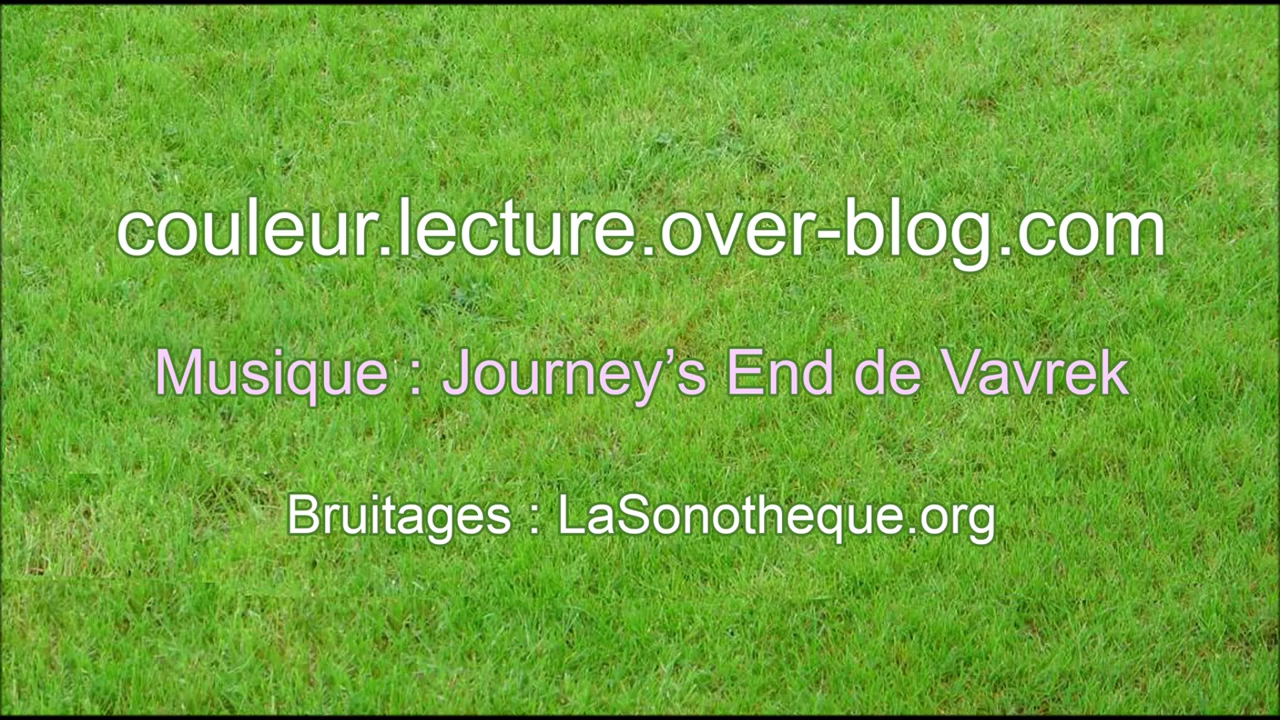 couleur.lecture.over-blog.com
Musique : Journey’s End de Vavrek
Bruitages : LaSonotheque.org